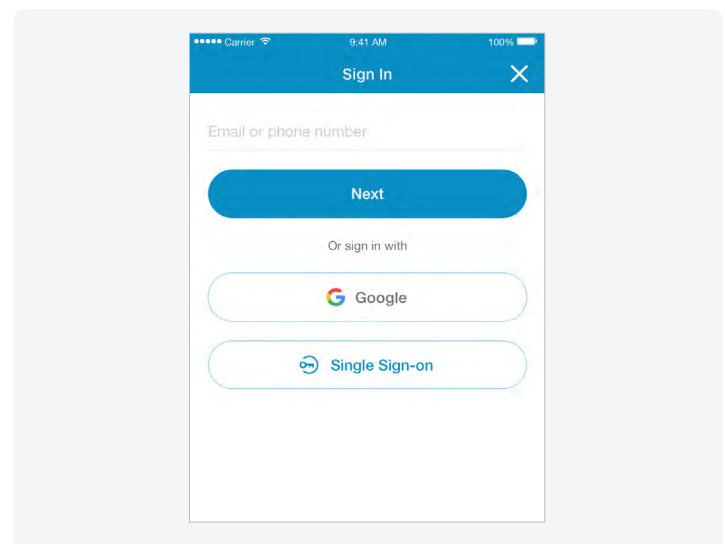 Carrier 9:41 AM 100%
Sign In
Email or phone number
Next
Or sign in with
Google
Single Sign-on